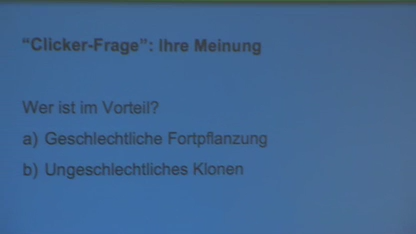 "Clicker-Frage": Ihre Meinung
Wer ist im Vorteil?
a) Geschlechtliche Fortpflanzung
b) Ungeschlechtliches Klonen